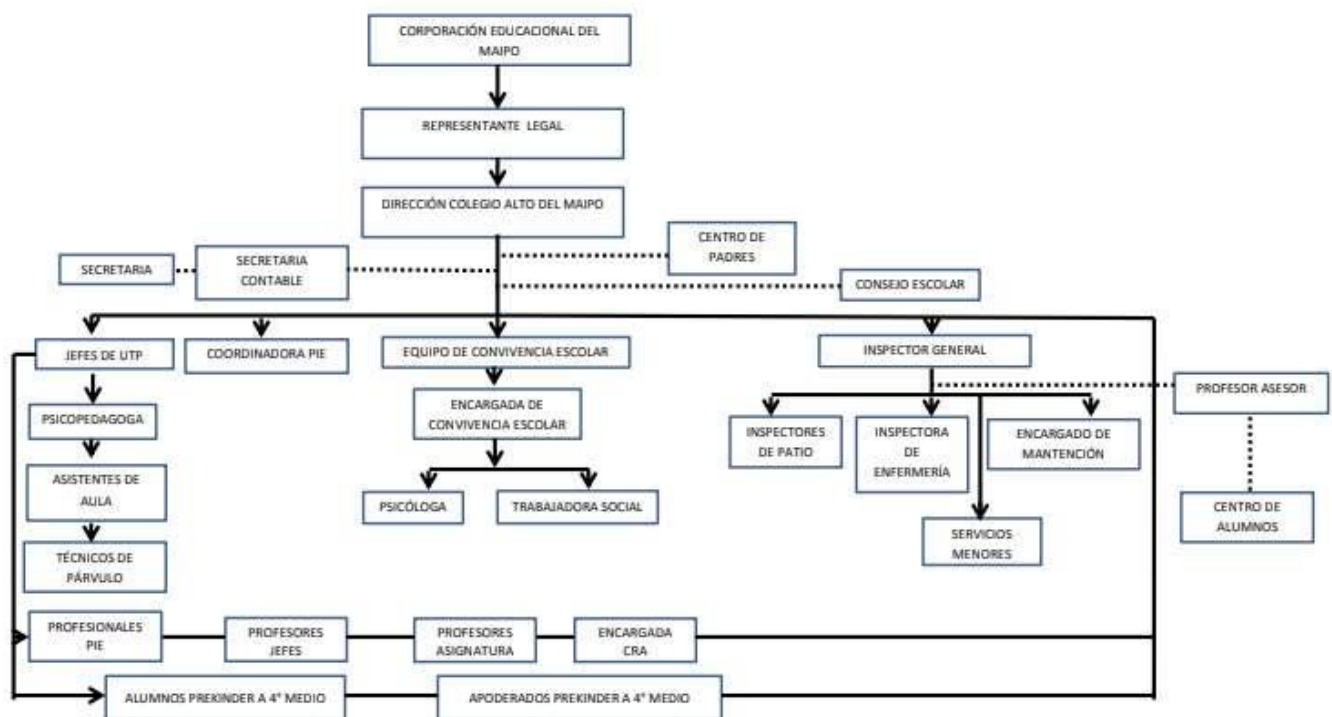 CORPORACIÓN EDUCACIONAL DEL
MAIPO
REPRESENTANTE LEGAL
DIRECCIÓN COLEGIO ALTO DEL MAIPO
CENTRO DE
PADRES
SECRETARIA
SECRETARIA
CONTABLE
CONSEJO ESCOLAR
JEFES DE UTP
COORDINADORA PIE
EQUIPO DE CONVIVENCIA ESCOLAR
INSPECTOR GENERAL
PROFESOR ASESOR
PSICOPEDAGOGA
ENCARGADA DE
CONVIVENCIA ESCOLAR
INSPECTORES
DE PATIO
INSPECTORA
DE
ENFERMERÍA
ENCARGADO DE
MANTENCIÓN
ASISTENTES DE
AULA
PSICÓLOGA
TRABAJADORA SOCIAL
CENTRO DE
ALUMNOS
SERVICIOS
MENORES
TÉCNICOS DE
PÁRVULO
PROFESIONALES
PIE
PROFESORES
JEFES
PROFESORES
ASIGNATURA
ENCARGADA
CRA
ALUMNOS PREKINDER A 4° MEDIO
APODERADOS PREKINDER A 4° MEDIO